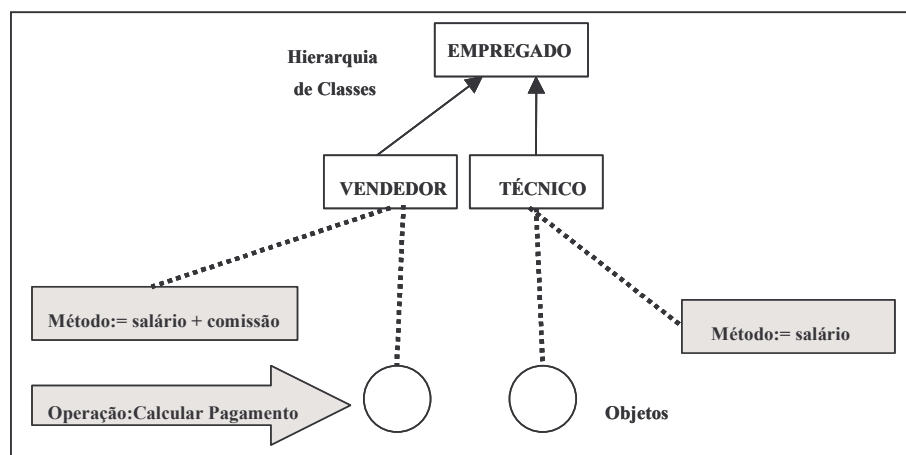 EMPREGADO
Hierarquia
de Classes
VENDEDOR
TÉCNICO
Método:= salário + comissão
Método:= salário
Operação:Calcular Pagamento
Objetos